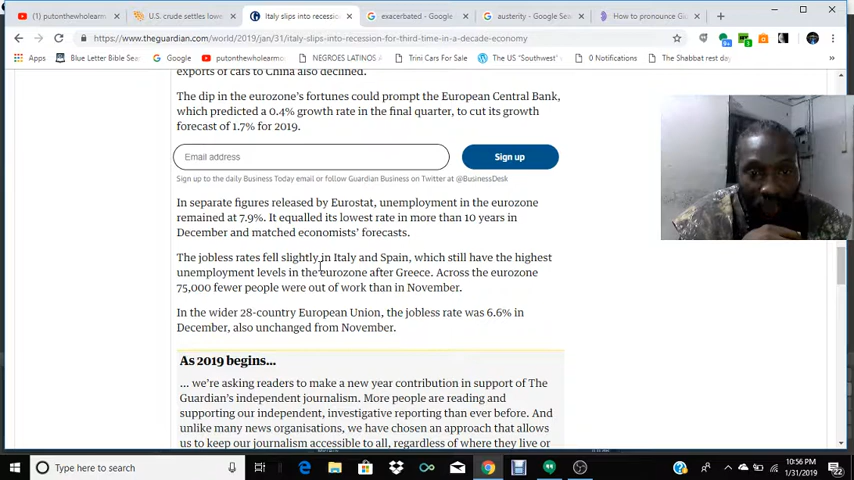 putonthewholearmo
U.S. crude settles lowe
Italy slips into recession
exacerbated - Google
austerity - Google Sea
How to pronounce Gu
https://www.theguardian.com/world/2019/jan/31/italy-slips-into-recession-for-third-time-in-a-decade-economy
Apps
Blue Letter Bible Sea
Google
putonthewholearmo
NEGROES LATINOS A
Trini Cars For Sale
The US "Southwest"
0 Notifications
The Shabbat rest day
exports of cars to China also declined.
The dip in the eurozone's fortunes could prompt the European Central Bank,
which predicted a 0.4% growth rate in the final quarter, to cut its growth
forecast of 1.7% for 2019.
Email address
Sign up
Sign up to the daily Business Today email or follow Guardian Business on Twitter at @BusinessDesk
In separate figures released by Eurostat, unemployment in the eurozone
remained at 7.9%. It equalled its lowest rate in more than 10 years in
December and matched economists' forecasts.
The jobless rates fell slightly in Italy and Spain, which still have the highest
unemployment levels in the eurozone after Greece. Across the eurozone
75,000 fewer people were out of work than in November.
In the wider 28-country European Union, the jobless rate was 6.6% in
December, also unchanged from November.
As 2019 begins...
... we're asking readers to make a new year contribution in support of The
Guardian's independent journalism. More people are reading and
supporting our independent, investigative reporting than ever before. And
unlike many news organisations, we have chosen an approach that allows
us to keep our journalism accessible to all, regardless of where they live or
Type here to search
10:56 PM
1/31/2019
22